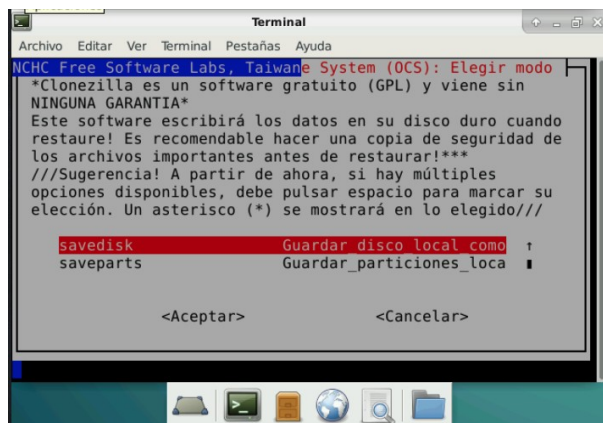 Terminal
Archivo Editar Ver Terminal Pestañas Ayuda
NCHC Free Software Labs, Taiwane System (OCS): Elegir modo
*Clonezilla es un software gratuito (GPL) y viene sin
NINGUNA GARANTIA*
Este software escribirá los datos en su disco duro cuando
restaure! Es recomendable hacer una copia de seguridad de
los archivos importantes antes de restaurar!***
///Sugerencia! A partir de ahora, si hay múltiples
opciones disponibles, debe pulsar espacio para marcar su
elección. Un asterisco (*) se mostrará en lo elegido///
savedisk Guardar_disco_local_como
saveparts Guardar_particiones_loca
<Aceptar> <Cancelar>